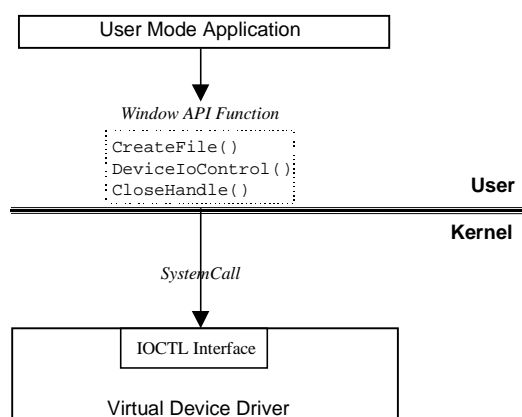 User Mode Application
Window API Function
CreateFile()
DeviceIoControl()
CloseHandle()
User
Kernel
SystemCall
IOCTL Interface
Virtual Device Driver